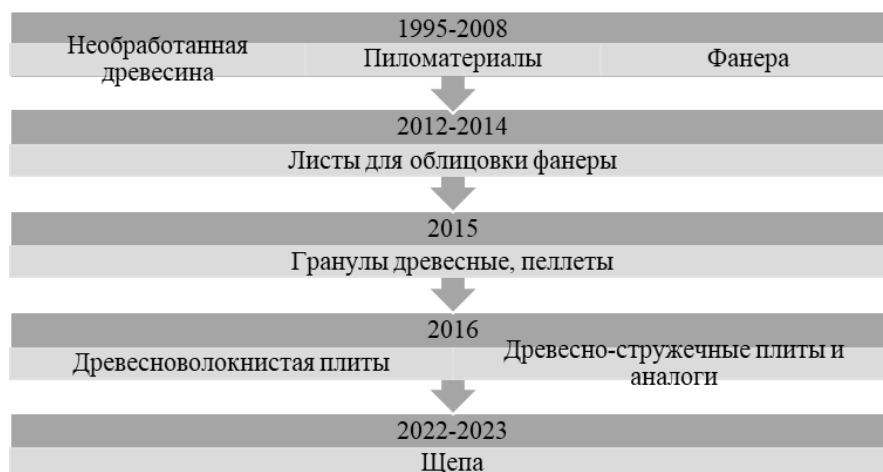 1995-2008
Необработанная
древесина
Пиломатериалы
Фанера
2012-2014
Листы для облицовки фанеры
2015
Гранулы древесные, пеллеты
2016
Древесноволокнистая плиты
Древесно-стружечные плиты и
аналоги
2022-2023
Щепа